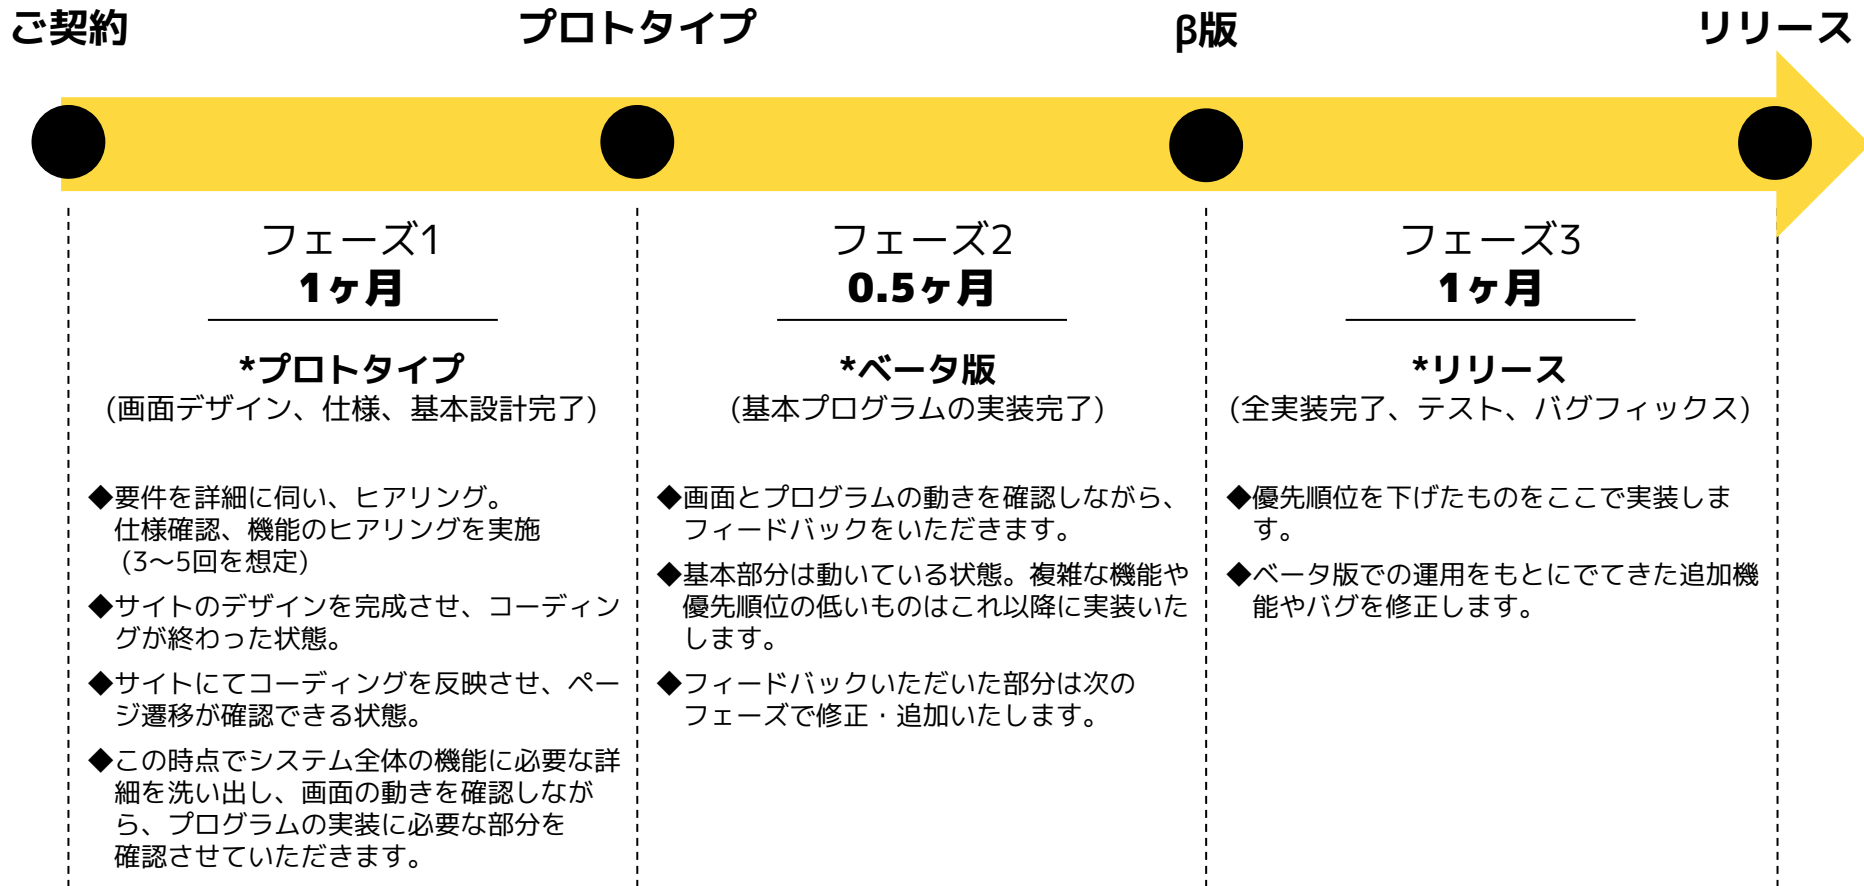 ご契約
プロトタイプ
β版
リリース
フェーズ1
1ヶ月
*プロトタイプ
(画面デザイン、仕様、基本設計完了)
◆要件を詳細に伺い、ヒアリング。
仕様確認、機能のヒアリングを実施
(3〜5回を想定)
◆サイトのデザインを完成させ、コーディン
グが終わった状態。
◆サイトにてコーディングを反映させ、ペー
ジ遷移が確認できる状態。
◆この時点でシステム全体の機能に必要な詳
細を洗い出し、画面の動きを確認しなが
ら、プログラムの実装に必要な部分を
確認させていただきます。
フェーズ2
0.5ヶ月
*ベータ版
(基本プログラムの実装完了)
◆画面とプログラムの動きを確認しながら、
フィードバックをいただきます。
◆基本部分は動いている状態。複雑な機能や
優先順位の低いものはこれ以降に実装いた
します。
◆フィードバックいただいた部分は次の
フェーズで修正・追加いたします。
フェーズ3
1ヶ月
*リリース
(全実装完了、テスト、バグフィックス)
◆優先順位を下げたものをここで実装しま
す。
◆ベータ版での運用をもとにでてきた追加機
能やバグを修正します。